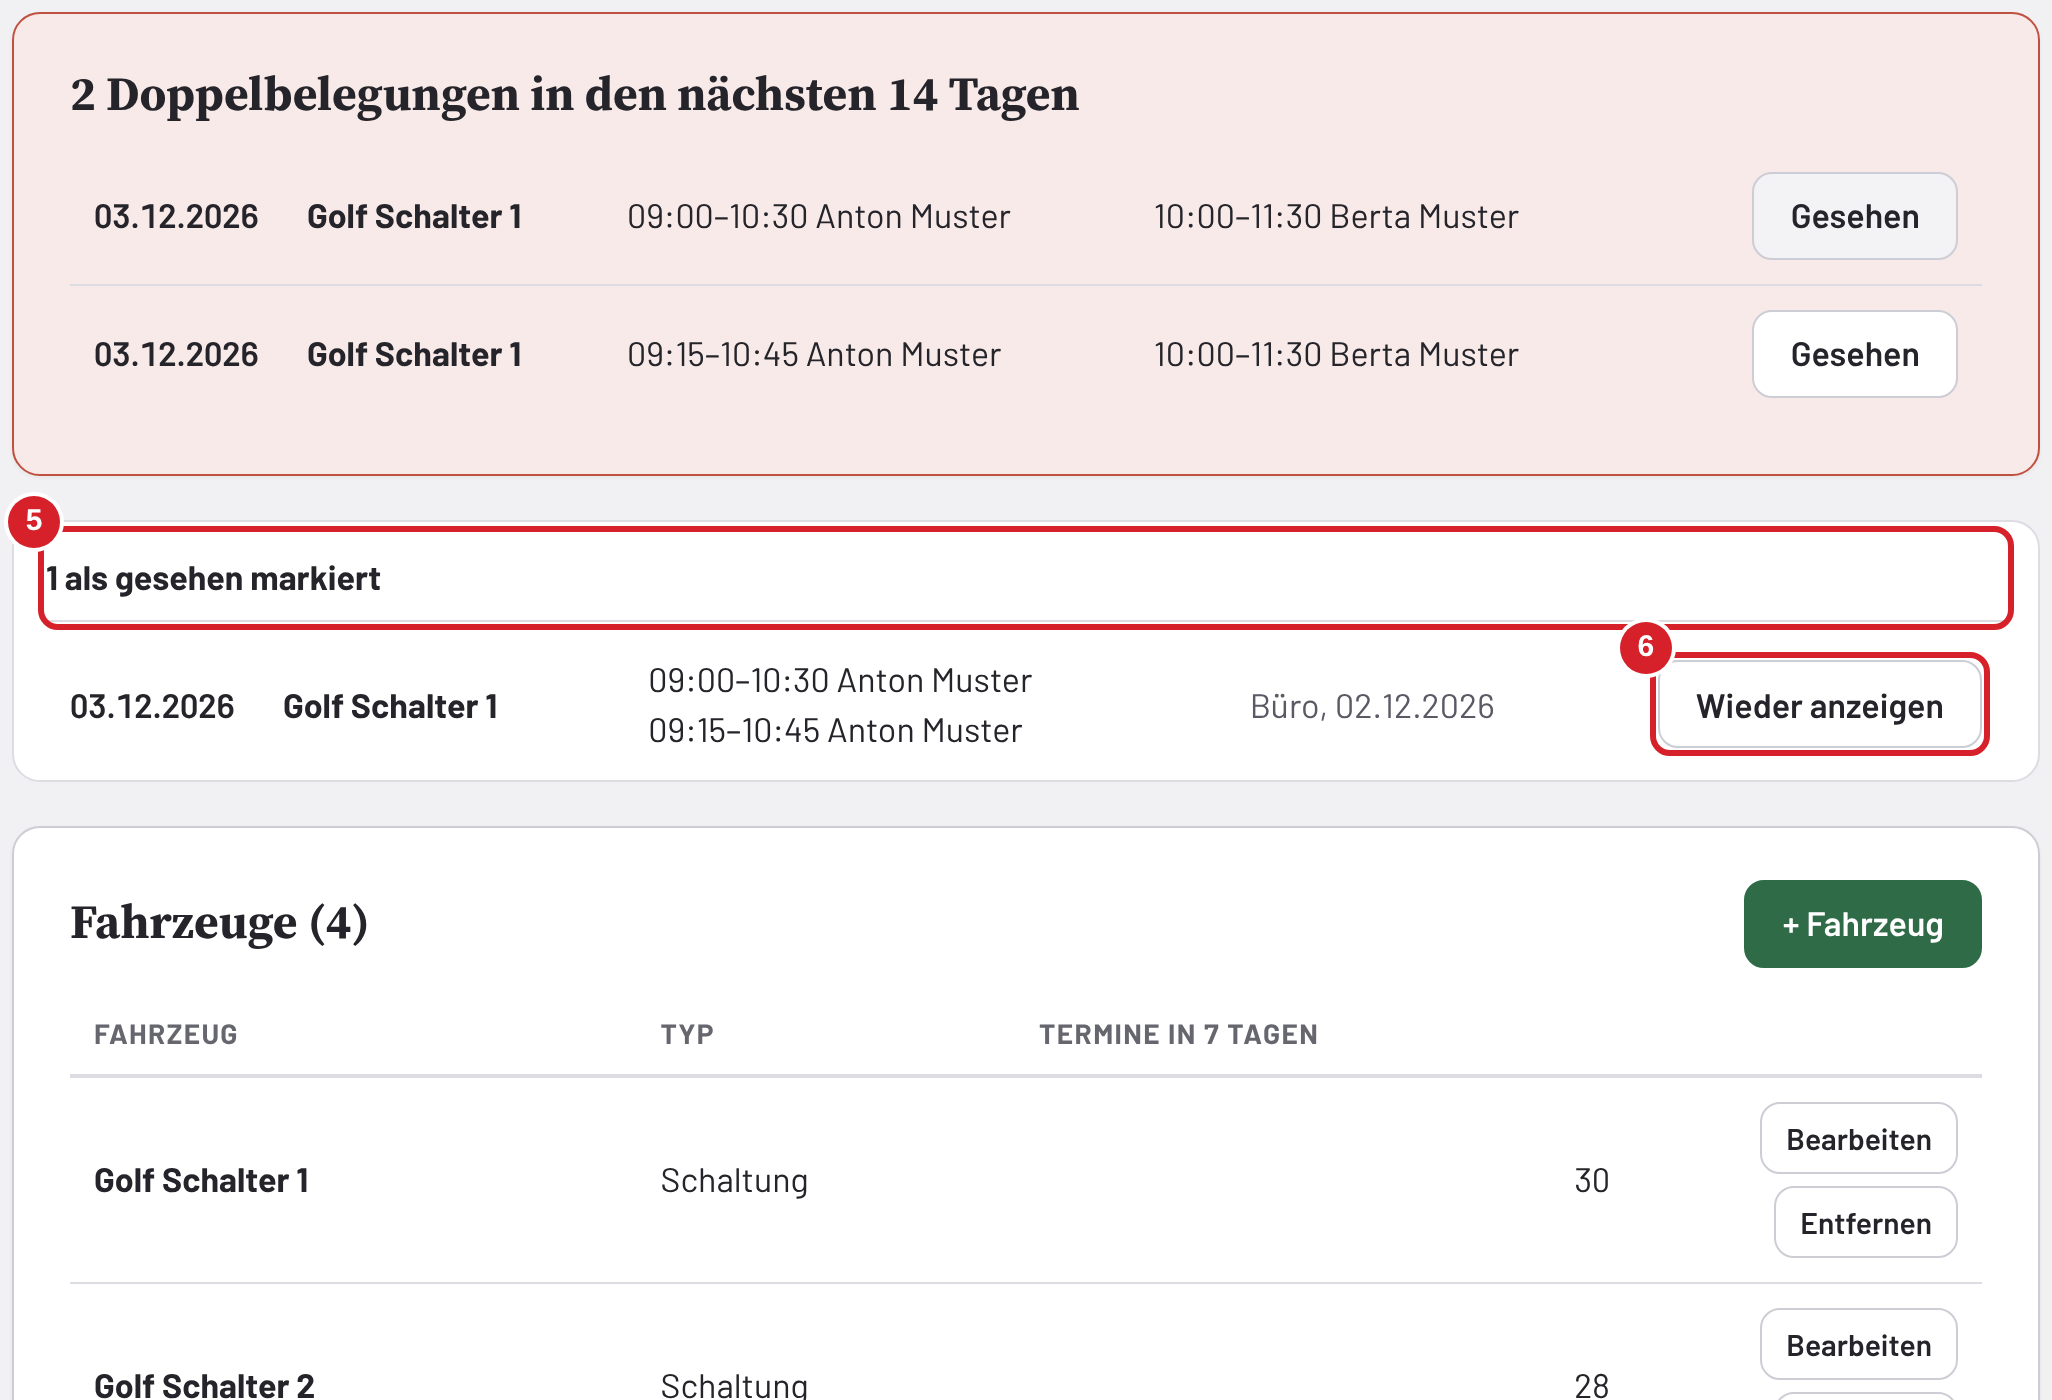 2 Doppelbelegungen in den nächsten 14 Tagen
03.12.2026 Golf Schalter 1 09:00–10:30 Anton Muster 10:00–11:30 Berta Muster Gesehen
03.12.2026 Golf Schalter 1 09:15–10:45 Anton Muster 10:00–11:30 Berta Muster Gesehen
5
1 als gesehen markiert
6
03.12.2026 Golf Schalter 1 09:00–10:30 Anton Muster
09:15–10:45 Anton Muster
Büro, 02.12.2026 Wieder anzeigen
Fahrzeuge (4) + Fahrzeug
FAHRZEUG TYP TERMINE IN 7 TAGEN
Golf Schalter 1 Schaltung 30 Bearbeiten
Entfernen
Golf Schalter 2 Schaltung 28 Bearbeiten